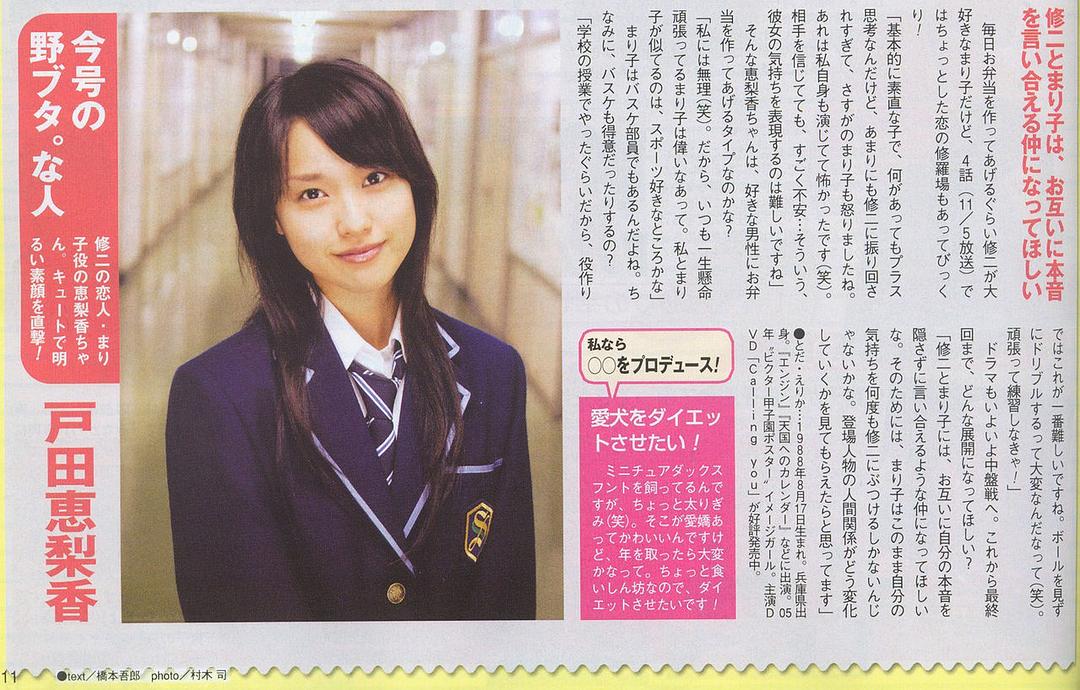 修二とまり子は、お互いに本音
を言い合える仲になってほしい
毎日お弁当を作ってあげるぐらい修二が大
好きなまり子だけど、4話(11/5放送)で
はちょっとした恋の修羅場もあってびっく
り!
「基本的に素直な子で、何があってもプラス
思考なんだけど、あまりにも修二に振り回さ
れすぎて、さすがのまり子も怒りましたね。
あれは私自身も演じてて怖かったです(笑)。
相手を信じてても、すごく不安…そういう、
彼女の気持ちを表現するのは難しいですね」
そんな恵梨香ちゃんは、好きな男性にお弁
当を作ってあげるタイプなのかな?
「私には無理(笑)。だから、いつも一生懸命
頑張ってるまり子は偉いなあって。私とまり
子が似てるのは、スポーツ好きなところかな」
まり子はバスケ部員でもあるんだよね。ち
なみに、バスケも得意だったりするの?
「学校の授業でやったぐらいだから、役作り
ではこれが一番難しいですね。ボールを見ず
にドリブルするって大変なんだなって(笑)。
頑張って練習しなきゃ!」
ドラマもいよいよ中盤戦へ。これから最終
回まで、どんな展開になってほしい?
「修二とまり子には、お互いに自分の本音を
隠さずに言い合えるような仲になってほしい
な。そのためには、まり子はこのまま自分の
気持ちを何度も修二にぶつけるしかないんじ
ゃないかな。登場人物の人間関係がどう変化
していくかを見てもらえたらと思ってます」
●とだ・えりか…1988年8月17日生まれ。兵庫県出
身。『エンジン』『天国へのカレンダー』などに出演。05
年〝ビクター甲子園ポスター〟イメージガール。主演D
VD「Calling you」が好評発売中。
私なら
○○をプロデュース!
愛犬をダイエッ
トさせたい!
ミニチュアダックス
フントを飼ってるんで
すが、ちょっと太りぎ
み(笑)。そこが愛嬌あ
ってかわいいんですけ
ど、年を取ったら大変
かなって。ちょっと食
いしん坊なので、ダイ
エットさせたいです!
今号の
野ブタ。な人
修二の恋人・まり
子役の恵梨香ちゃ
ん。キュートで明
るい素顔を直撃!
戸田恵梨香
11
●text/橋本吾郎 photo/村木 司